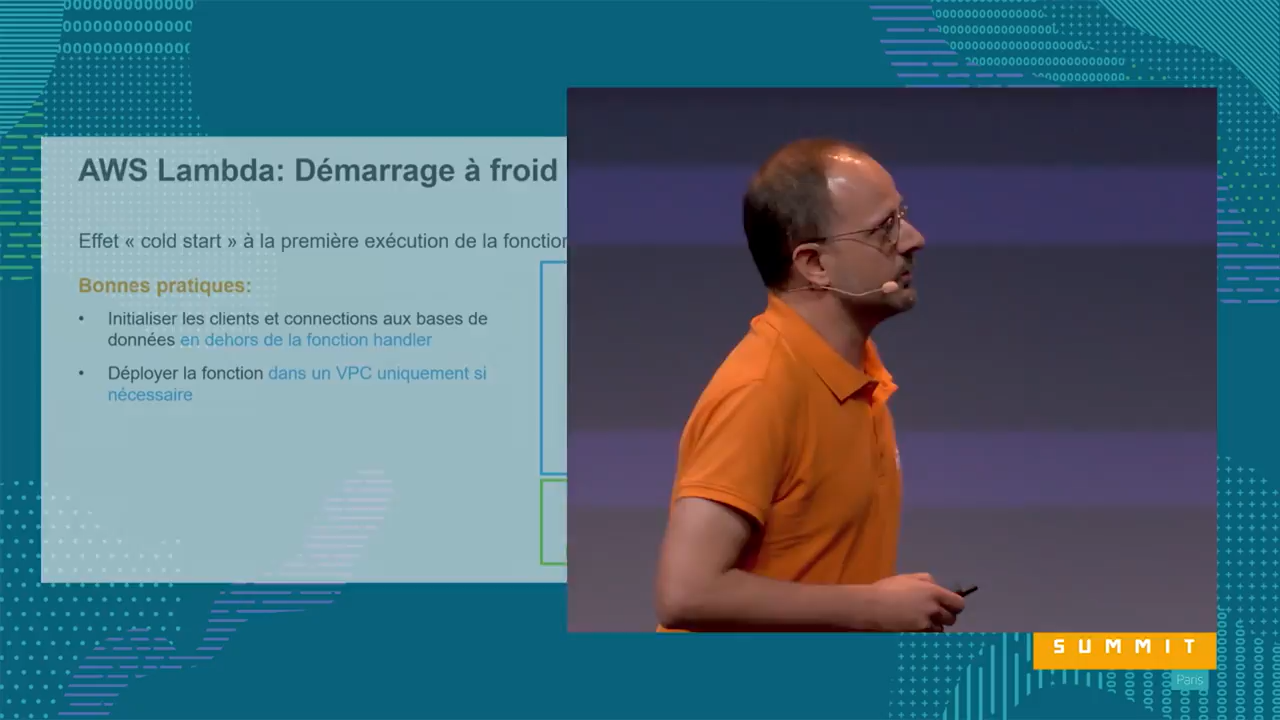 AWS Lambda: Démarrage à froid
Effet « cold start » à la première exécution de la fonction
Bonnes pratiques:
• Initialiser les clients et connections aux bases de
données en dehors de la fonction handler
• Déployer la fonction dans un VPC uniquement si
nécessaire
SUMMIT
Paris